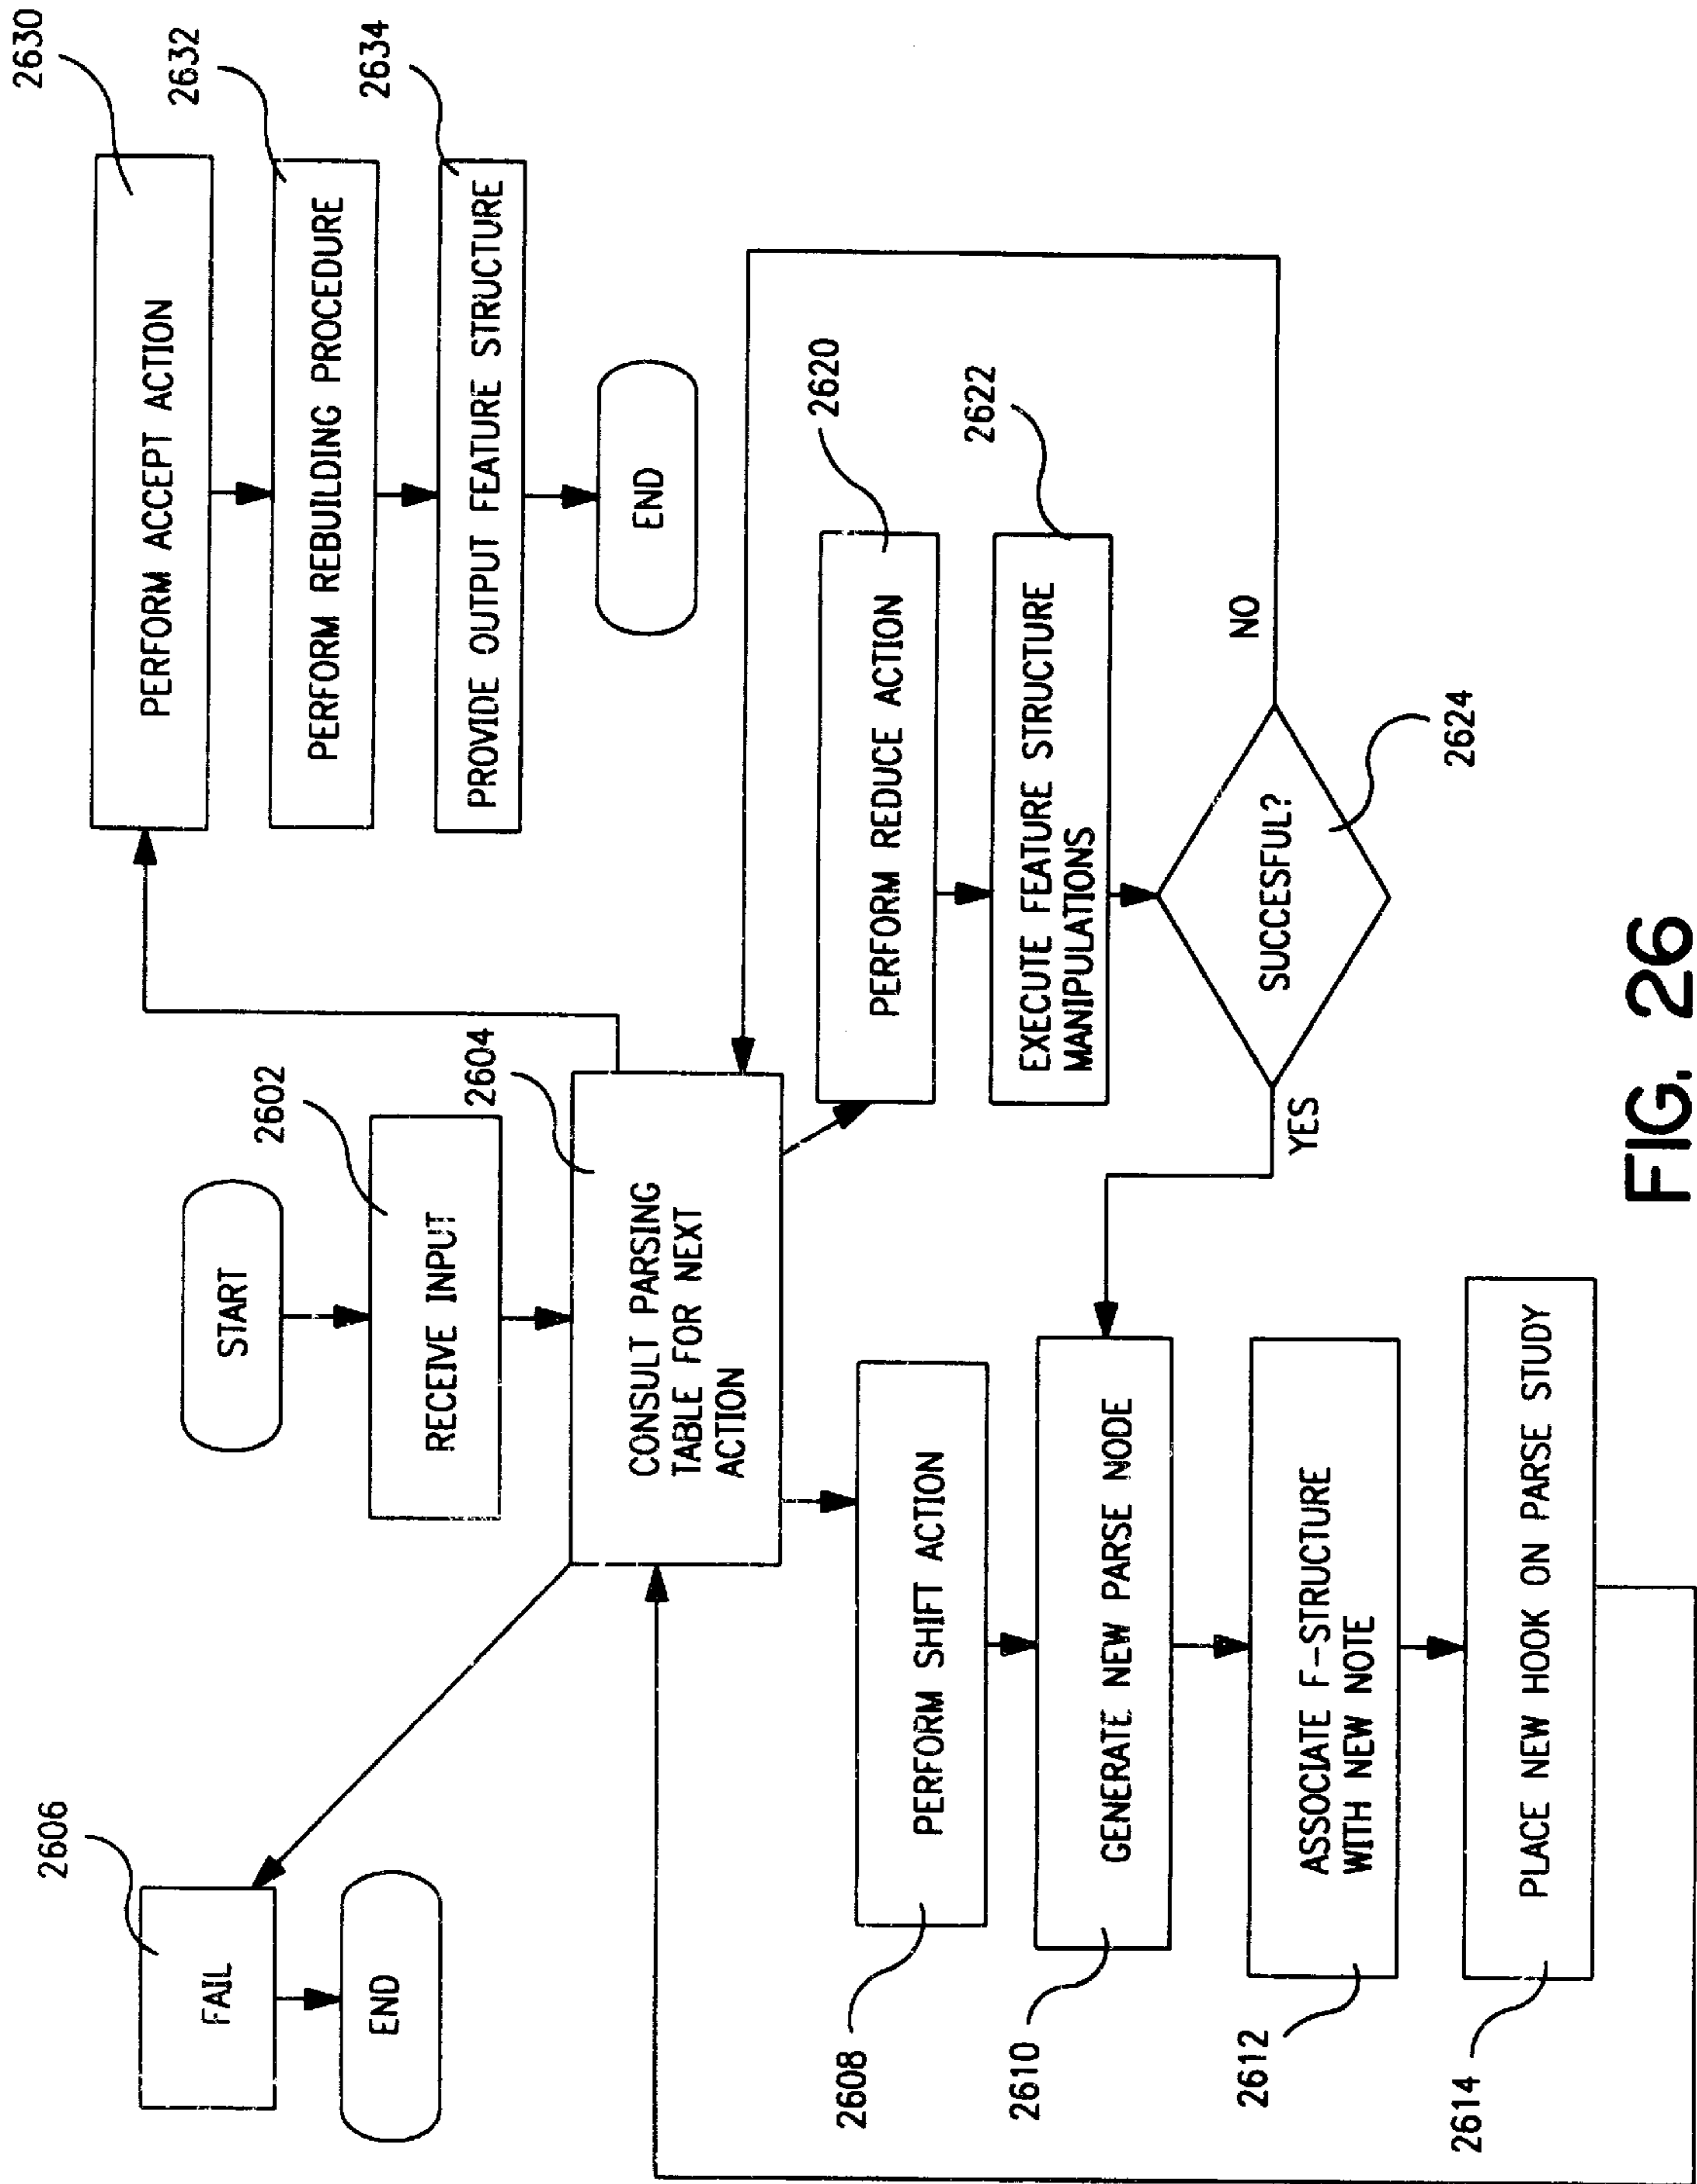 START
2602
RECEIVE INPUT
2604
CONSULT PARSING
TABLE FOR NEXT
ACTION
2606
FAIL
END
2630
PERFORM ACCEPT ACTION
2632
PERFORM REBUILDING PROCEDURE
2634
PROVIDE OUTPUT FEATURE STRUCTURE
END
2608
PERFORM SHIFT ACTION
2610
GENERATE NEW PARSE NODE
2612
ASSOCIATE F-STRUCTURE
WITH NEW NOTE
2614
PLACE NEW HOOK ON PARSE STUDY
2620
PERFORM REDUCE ACTION
2622
EXECUTE FEATURE STRUCTURE
MANIPULATIONS
SUCCESSFUL?
2624
YES
NO
FIG. 26